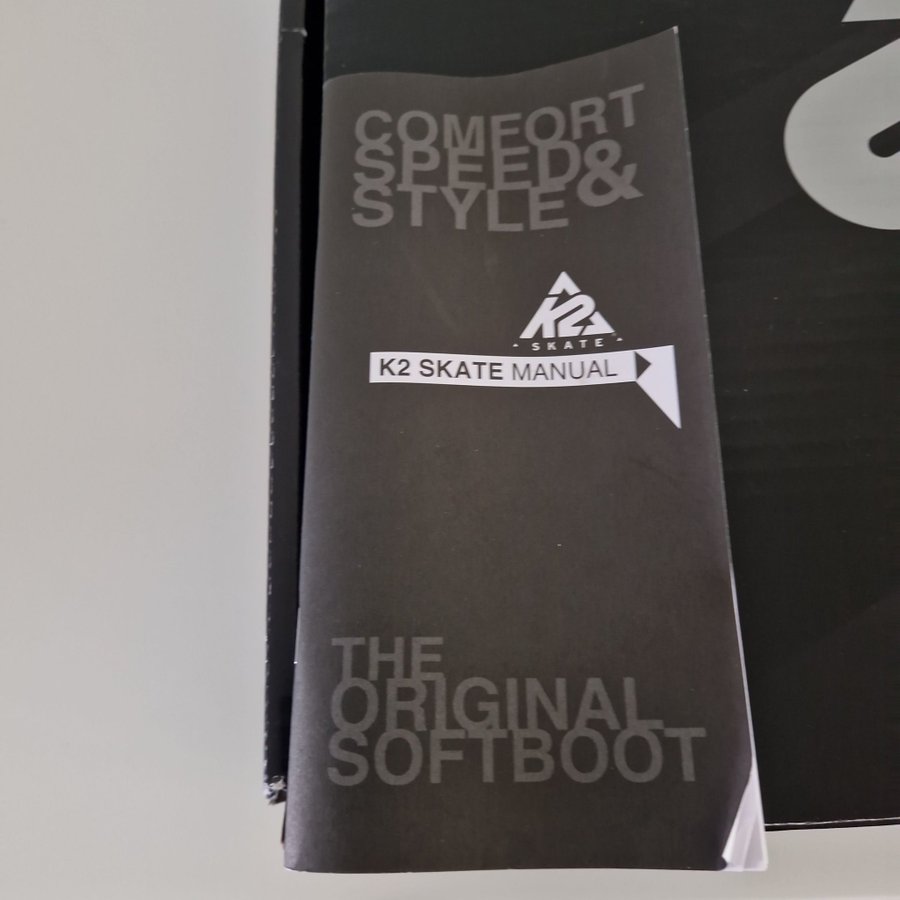 COMFORT
SPEED &
STYLE
K2
SKATE
K2 SKATE MANUAL
THE
ORIGINAL
SOFTBOOT